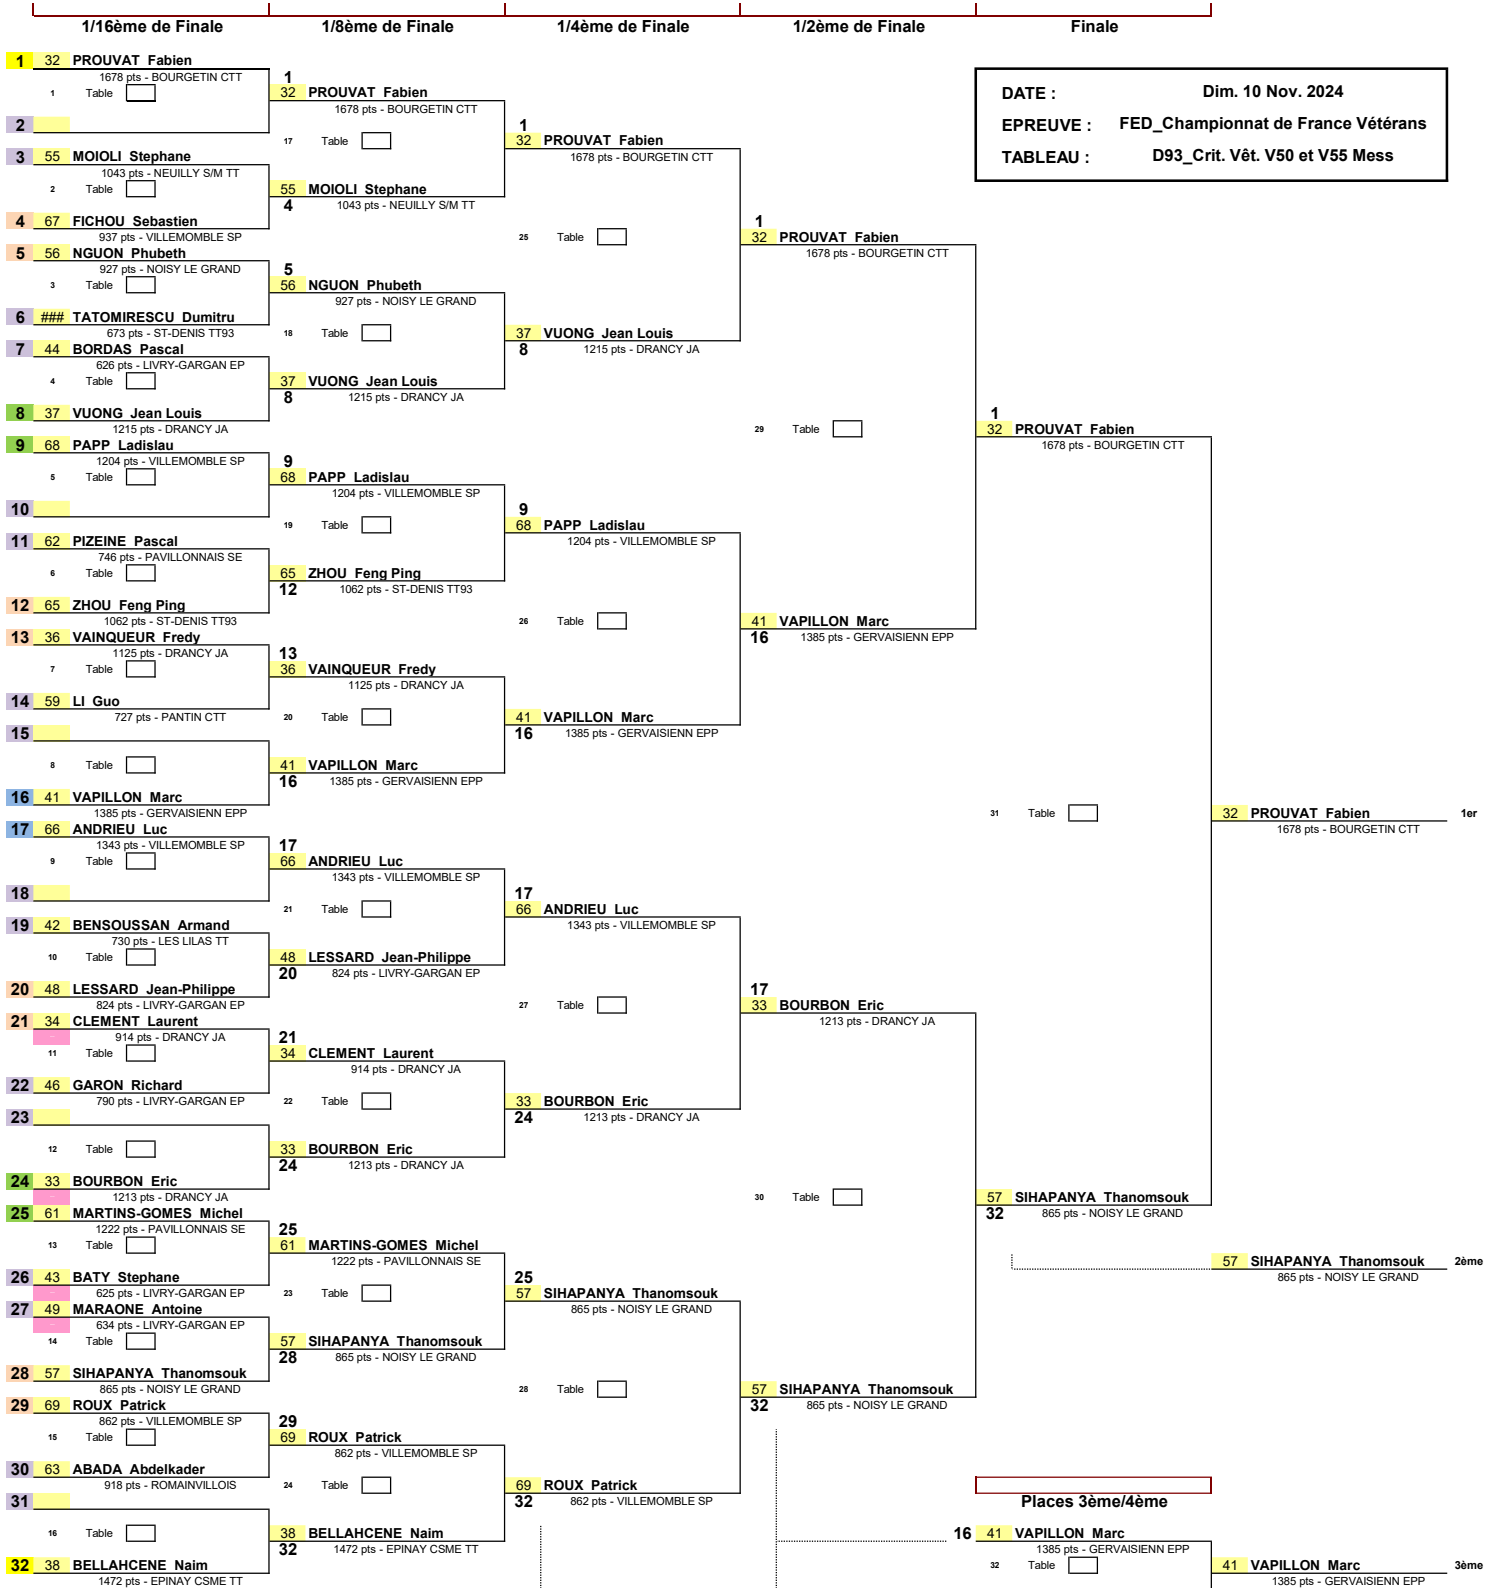 1/16ème de Finale
1/8ème de Finale
1/4ème de Finale
1/2ème de Finale
Finale
DATE : Dim. 10 Nov. 2024
EPREUVE : FED_Championnat de France Vétérans
TABLEAU : D93_Crit. Vêt. V50 et V55 Mess
1 32 PROUVAT Fabien
1678 pts - BOURGETIN CTT
1 Table
2
3 55 MOIOLI Stephane
1043 pts - NEUILLY S/M TT
2 Table
4 67 FICHOU Sebastien
937 pts - VILLEMOMBLE SP
5 56 NGUON Phubeth
927 pts - NOISY LE GRAND
3 Table
6 ### TATOMIRESCU Dumitru
673 pts - ST-DENIS TT93
7 44 BORDAS Pascal
626 pts - LIVRY-GARGAN EP
4 Table
8 37 VUONG Jean Louis
1215 pts - DRANCY JA
9 68 PAPP Ladislau
1204 pts - VILLEMOMBLE SP
5 Table
10
11 62 PIZEINE Pascal
746 pts - PAVILLONNAIS SE
6 Table
12 65 ZHOU Feng Ping
1062 pts - ST-DENIS TT93
13 36 VAINQUEUR Fredy
1125 pts - DRANCY JA
7 Table
14 59 LI Guo
727 pts - PANTIN CTT
15
8 Table
16 41 VAPILLON Marc
1385 pts - GERVAISIENN EPP
17 66 ANDRIEU Luc
1343 pts - VILLEMOMBLE SP
9 Table
18
19 42 BENSOUSSAN Armand
730 pts - LES LILAS TT
10 Table
20 48 LESSARD Jean-Philippe
824 pts - LIVRY-GARGAN EP
21 34 CLEMENT Laurent
914 pts - DRANCY JA
11 Table
22 46 GARON Richard
790 pts - LIVRY-GARGAN EP
23
12 Table
24 33 BOURBON Eric
1213 pts - DRANCY JA
25 61 MARTINS-GOMES Michel
1222 pts - PAVILLONNAIS SE
13 Table
26 43 BATY Stephane
625 pts - LIVRY-GARGAN EP
27 49 MARAONE Antoine
634 pts - LIVRY-GARGAN EP
14 Table
28 57 SIHAPANYA Thanomsouk
865 pts - NOISY LE GRAND
29 69 ROUX Patrick
862 pts - VILLEMOMBLE SP
15 Table
30 63 ABADA Abdelkader
918 pts - ROMAINVILLOIS
31
16 Table
32 38 BELLAHCENE Naim
1472 pts - EPINAY CSME TT
1
32 PROUVAT Fabien
1678 pts - BOURGETIN CTT
17 Table
55 MOIOLI Stephane
4 1043 pts - NEUILLY S/M TT
5
56 NGUON Phubeth
927 pts - NOISY LE GRAND
18 Table
37 VUONG Jean Louis
8 1215 pts - DRANCY JA
9
68 PAPP Ladislau
1204 pts - VILLEMOMBLE SP
19 Table
65 ZHOU Feng Ping
12 1062 pts - ST-DENIS TT93
13
36 VAINQUEUR Fredy
1125 pts - DRANCY JA
20 Table
41 VAPILLON Marc
16 1385 pts - GERVAISIENN EPP
17
66 ANDRIEU Luc
1343 pts - VILLEMOMBLE SP
21 Table
48 LESSARD Jean-Philippe
20 824 pts - LIVRY-GARGAN EP
21
34 CLEMENT Laurent
914 pts - DRANCY JA
22 Table
33 BOURBON Eric
24 1213 pts - DRANCY JA
25
61 MARTINS-GOMES Michel
1222 pts - PAVILLONNAIS SE
23 Table
57 SIHAPANYA Thanomsouk
28 865 pts - NOISY LE GRAND
29
69 ROUX Patrick
862 pts - VILLEMOMBLE SP
24 Table
38 BELLAHCENE Naim
32 1472 pts - EPINAY CSME TT
1
32 PROUVAT Fabien
1678 pts - BOURGETIN CTT
25 Table
37 VUONG Jean Louis
8 1215 pts - DRANCY JA
9
68 PAPP Ladislau
1204 pts - VILLEMOMBLE SP
26 Table
41 VAPILLON Marc
16 1385 pts - GERVAISIENN EPP
17
66 ANDRIEU Luc
1343 pts - VILLEMOMBLE SP
27 Table
33 BOURBON Eric
24 1213 pts - DRANCY JA
25
57 SIHAPANYA Thanomsouk
865 pts - NOISY LE GRAND
28 Table
69 ROUX Patrick
32 862 pts - VILLEMOMBLE SP
1
32 PROUVAT Fabien
1678 pts - BOURGETIN CTT
29 Table
41 VAPILLON Marc
16 1385 pts - GERVAISIENN EPP
17
33 BOURBON Eric
1213 pts - DRANCY JA
30 Table
57 SIHAPANYA Thanomsouk
32 865 pts - NOISY LE GRAND
1
32 PROUVAT Fabien
1678 pts - BOURGETIN CTT
31 Table
57 SIHAPANYA Thanomsouk
32 865 pts - NOISY LE GRAND
32 PROUVAT Fabien 1er
1678 pts - BOURGETIN CTT
57 SIHAPANYA Thanomsouk 2ème
865 pts - NOISY LE GRAND
Places 3ème/4ème
16 41 VAPILLON Marc
1385 pts - GERVAISIENN EPP
32 Table
41 VAPILLON Marc 3ème
1385 pts - GERVAISIENN EPP